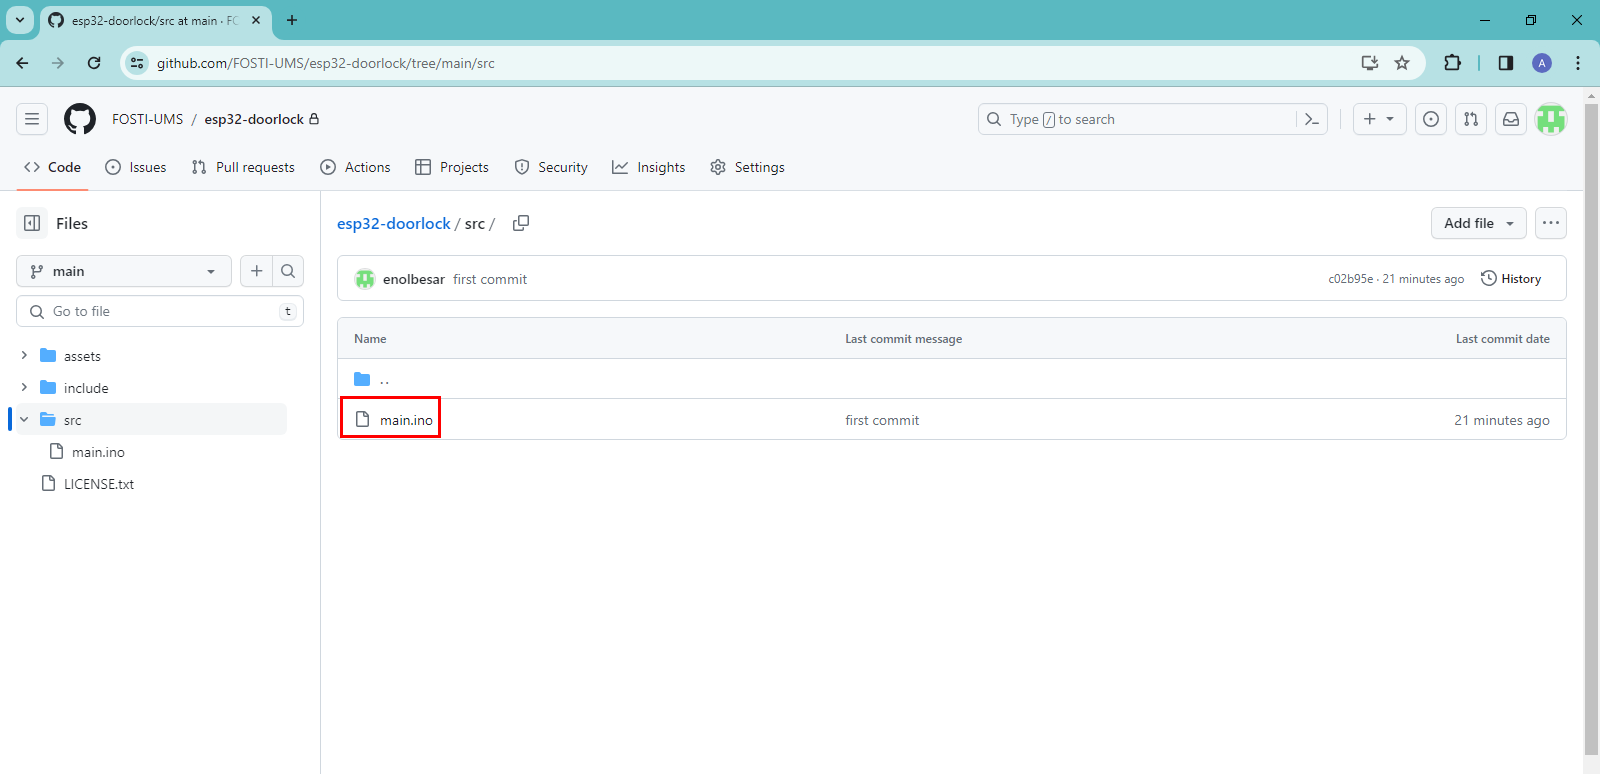 esp32-doorlock/src at main · FO
github.com/FOSTI-UMS/esp32-doorlock/tree/main/src
A
FOSTI-UMS / esp32-doorlock
Type / to search
Code Issues Pull requests Actions Projects Security Insights Settings
Files
main
Go to file t
assets
include
src
main.ino
LICENSE.txt
esp32-doorlock / src /
Add file
enolbesar first commit c02b95e · 21 minutes ago History
Name Last commit message Last commit date
..
main.ino first commit 21 minutes ago